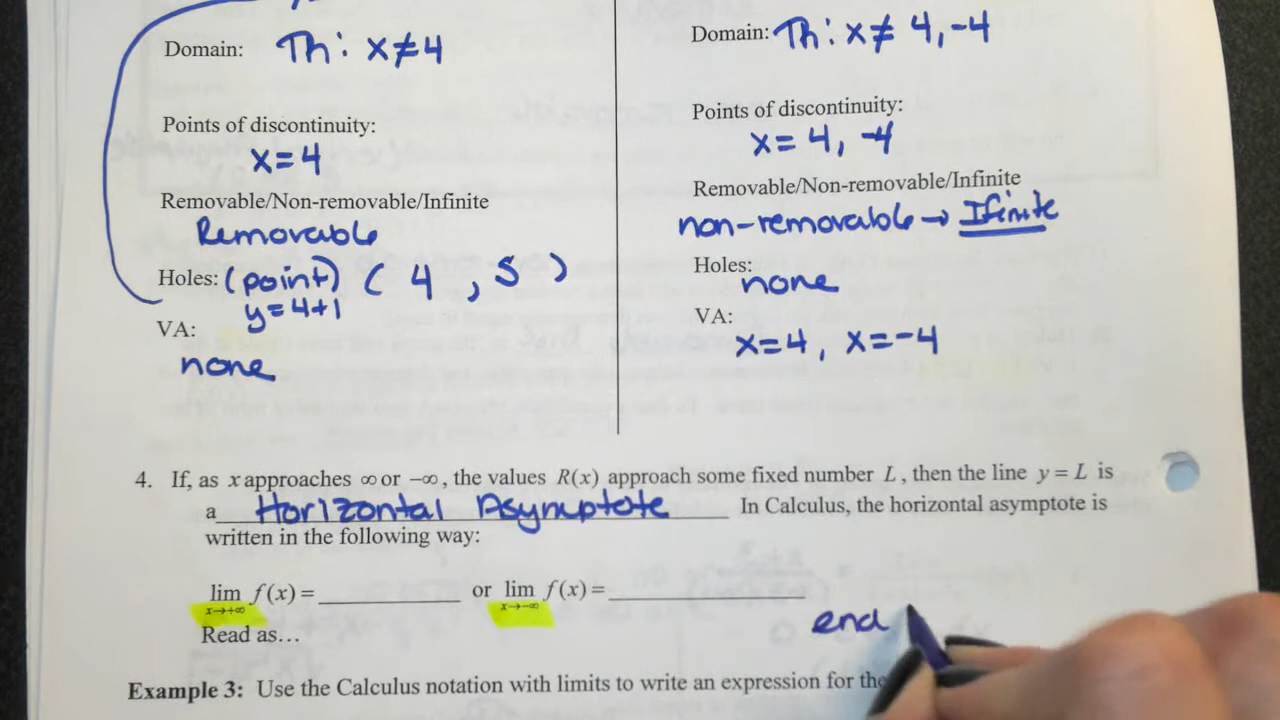 Domain: Th: x≠4
Points of discontinuity:
x=4
Removable/Non-removable/Infinite
Removable
Holes: (point) ( 4 , 5 )
y=4+1
VA:
none
Domain: Th: x≠ 4, -4
Points of discontinuity:
x= 4, -4
Removable/Non-removable/Infinite
non-removable → Ifinite
Holes:
none
VA:
x=4, x=-4
4. If, as x approaches ∞ or −∞, the values R(x) approach some fixed number L, then the line y = L is
a Horizontal Asymptote In Calculus, the horizontal asymptote is
written in the following way:
lim f(x) = __________ or lim f(x) = __________
x→+∞ x→−∞
end
Read as…
Example 3: Use the Calculus notation with limits to write an expression for the